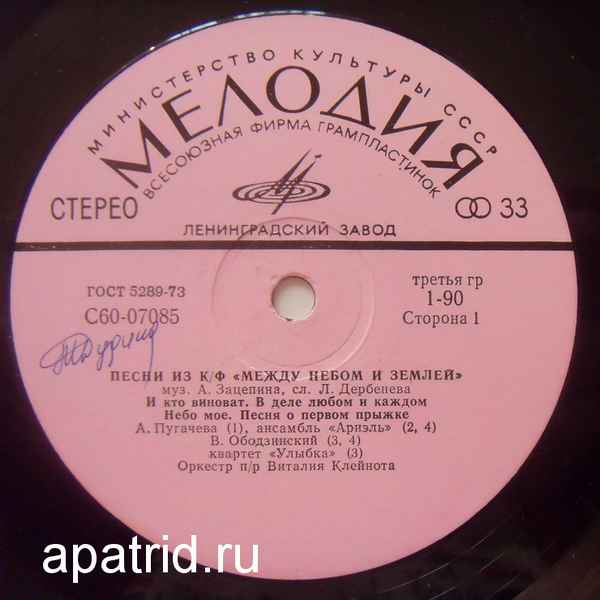 МИНИСТЕРСТВО КУЛЬТУРЫ СССР
МЕЛОДИЯ
ВСЕСОЮЗНАЯ ФИРМА ГРАМПЛАСТИНОК
СТЕРЕО
33
ЛЕНИНГРАДСКИЙ ЗАВОД
ГОСТ 5289-73
С60-07085
третья гр
1-90
Сторона 1
ПЕСНИ ИЗ К/Ф «МЕЖДУ НЕБОМ И ЗЕМЛЕЙ»
муз. А. Зацепина, сл. Л. Дербенева
И кто виноват. В деле любом и каждом
Небо мое. Песня о первом прыжке
А. Пугачева (1), ансамбль «Ариэль» (2, 4)
В. Ободзинский (3, 4)
квартет «Улыбка» (3)
Оркестр п/р Виталия Клейнота
apatrid.ru